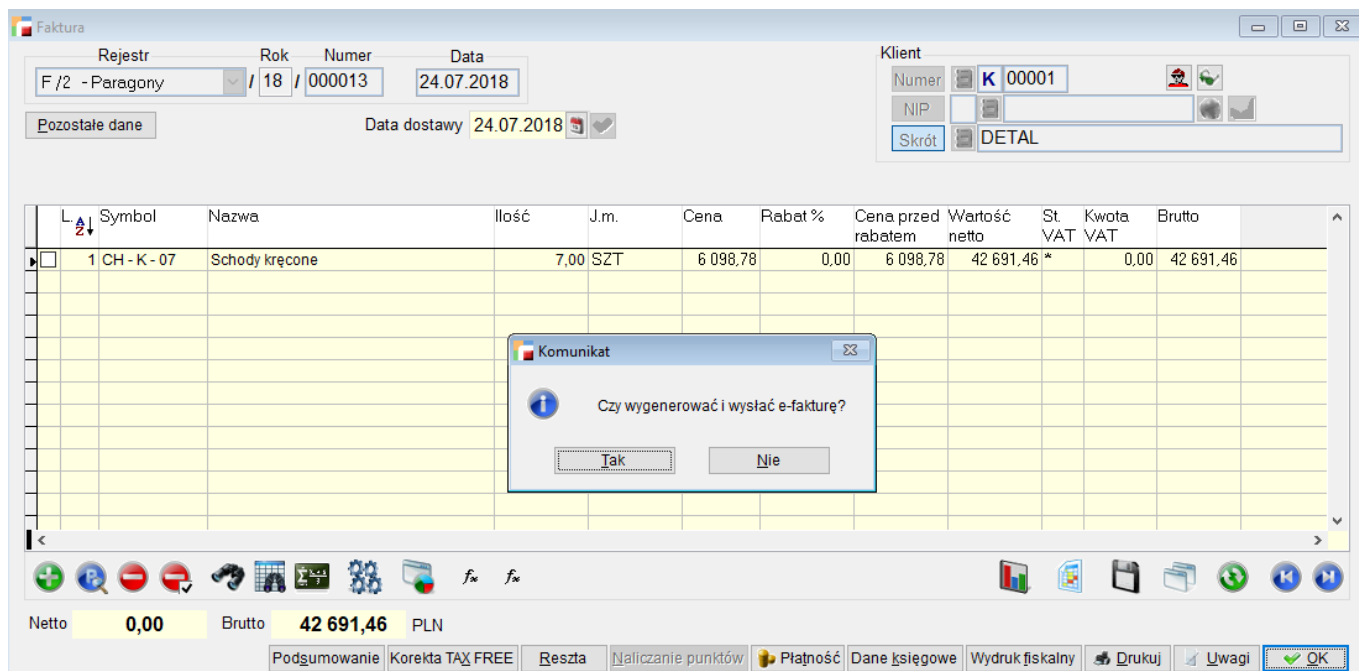 Faktura
Rejestr Rok Numer Data Klient
F /2 - Paragony / 18 / 000013 24.07.2018 Numer K 00001
NIP
Pozostałe dane Data dostawy 24.07.2018
Skrót DETAL
L. Symbol Nazwa Ilość J.m. Cena Rabat % Cena przed rabatem Wartość netto St. VAT Kwota VAT Brutto
1 CH - K - 07 Schody kręcone 7,00 SZT 6 098,78 0,00 6 098,78 42 691,46 * 0,00 42 691,46
Komunikat
Czy wygenerować i wysłać e-fakturę?
Tak Nie
Netto 0,00 Brutto 42 691,46 PLN
Podsumowanie Korekta TAX FREE Reszta Naliczanie punktów Płatność Dane księgowe Wydruk fiskalny Drukuj Uwagi OK